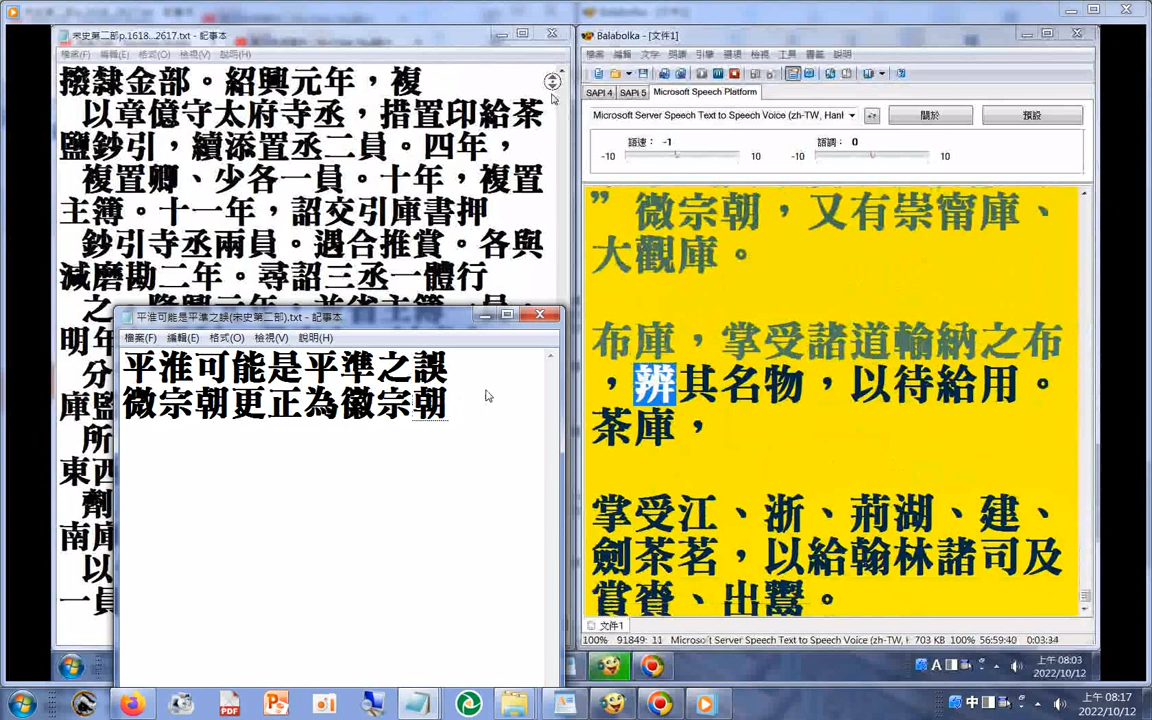 宋史第二部p.1618...2617.txt - 記事本
檔案(F) 編輯(E) 格式(O) 檢視(V) 說明(H)
撥隸金部。紹興元年，複
以章億守太府寺丞，措置印給茶
鹽鈔引，續添置丞二員。四年，
複置卿、少各一員。十年，複置
主簿。十一年，詔交引庫書押
鈔引寺丞兩員。遇合推賞。各與
減磨勘二年。尋詔三丞一體行
明年
分
庫監
所
東西
劑
南庫
以
一員
平淮可能是平準之誤(宋史第二部).txt - 記事本
檔案(F) 編輯(E) 格式(O) 檢視(V) 說明(H)
平淮可能是平準之誤
微宗朝更正為徽宗朝
Balabolka - [文件1]
檔案 編輯 文字 朗讀 引擎 選項 檢視 工具 書籤 說明
SAPI 4 SAPI 5 Microsoft Speech Platform
Microsoft Server Speech Text to Speech Voice (zh-TW, Han
關於 預設
語速： -1 語調： 0
-10 10 -10 10
” 微宗朝，又有崇甯庫、
大觀庫。
布庫，掌受諸道輸納之布
，辨其名物，以待給用。
茶庫，
掌受江、浙、荊湖、建、
劍茶茗，以給翰林諸司及
賞賚、出鬻。
文件1
100% 91849: 11 Microsoft Server Speech Text to Speech Voice (zh-TW, H 703 KB 100% 56:59:40 0:03:34
上午 08:03
2022/10/12
上午 08:17
2022/10/12